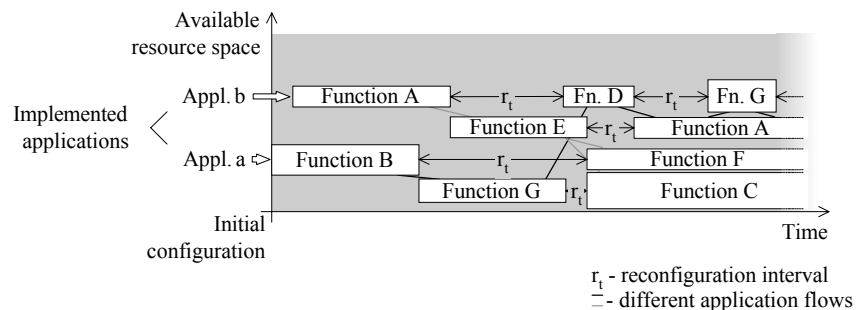 Available
resource space
Appl. b
Function A
r_t
Fn. D
r_t
Fn. G
Implemented
applications
Function E
r_t
Function A
Appl. a
Function B
r_t
Function F
Function G
r_t
Function C
Initial
configuration
Time
r_t - reconfiguration interval
- different application flows